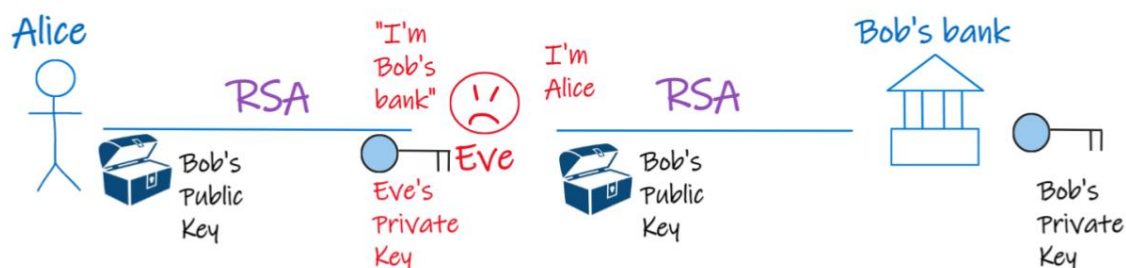 Alice
RSA
Bob's
Public
Key
"I'm
Bob's
bank"
Eve
Eve's
Private
Key
I'm
Alice
RSA
Bob's
Public
Key
Bob's bank
Bob's
Private
Key